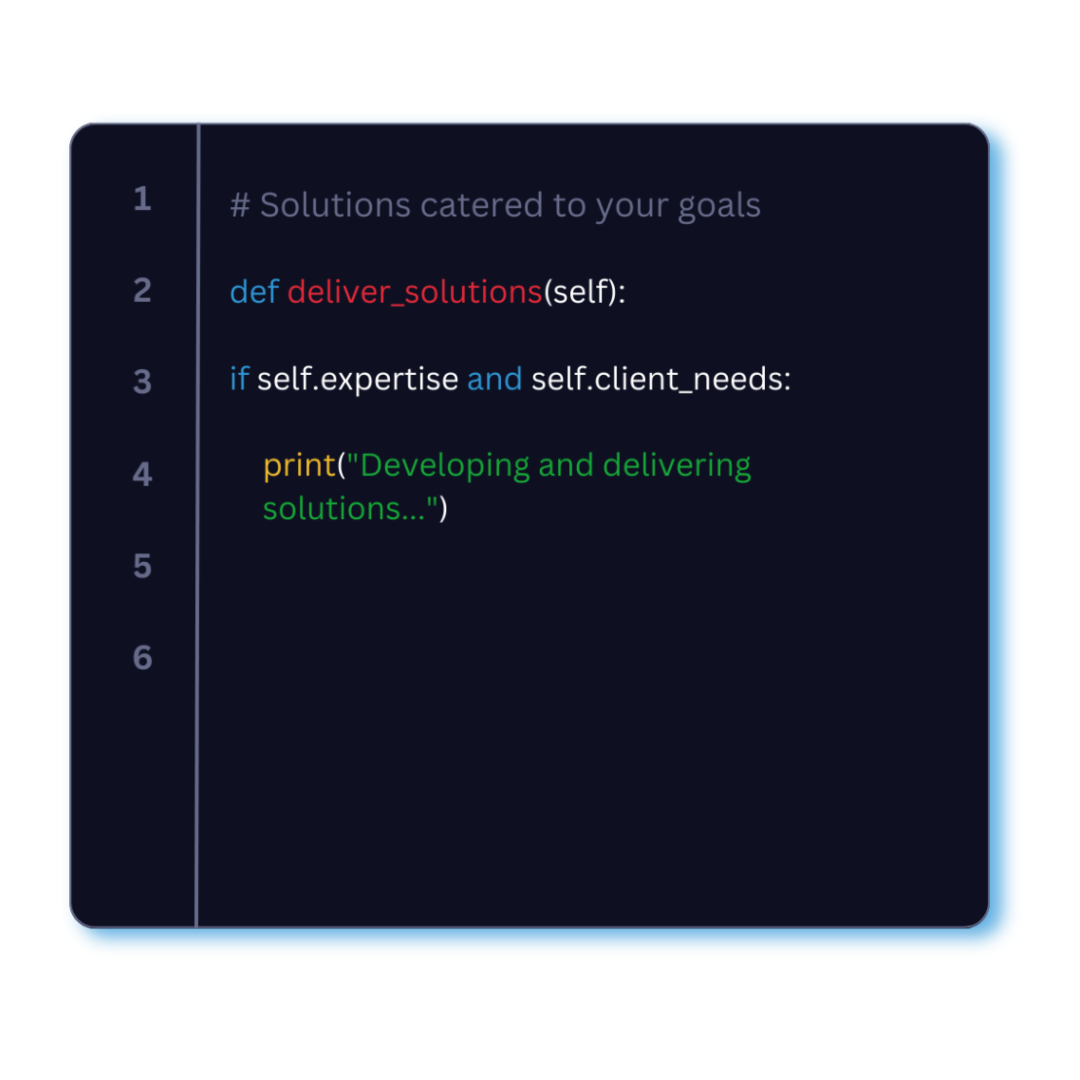 1 # Solutions catered to your goals
2 def deliver_solutions(self):
3 if self.expertise and self.client_needs:
4 print("Developing and delivering
solutions...")
5
6